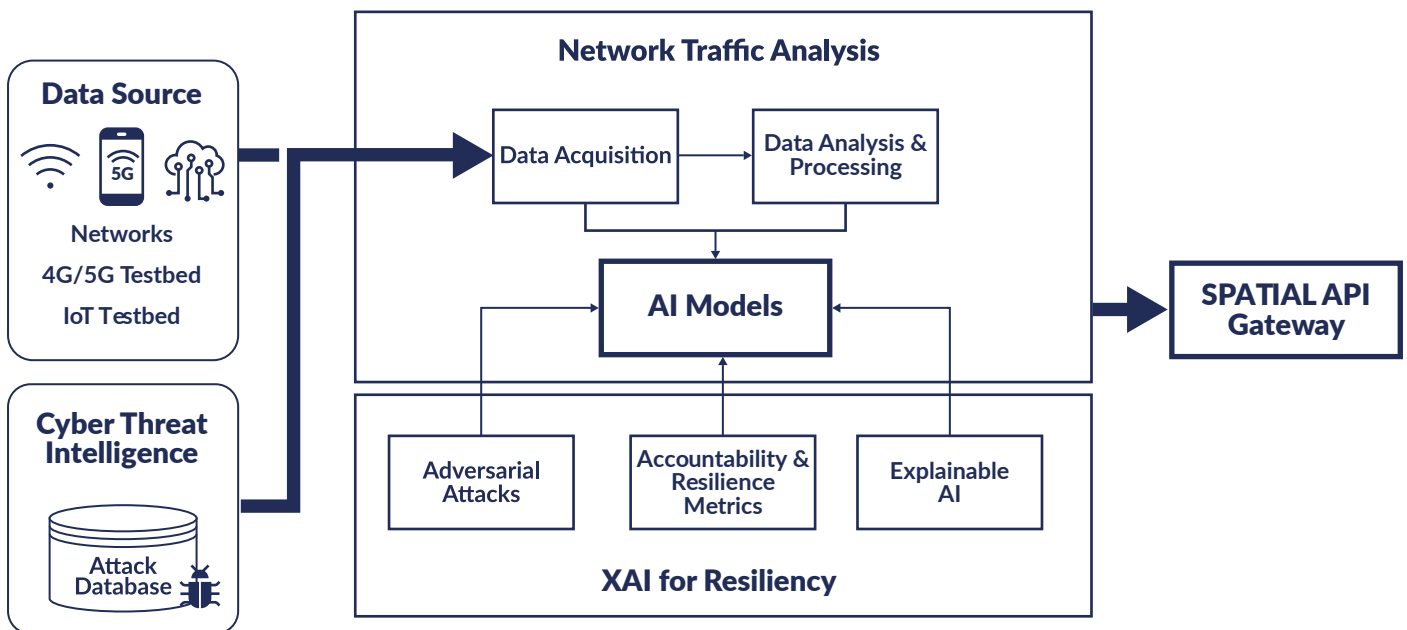 Data Source
5G
Networks
4G/5G Testbed
IoT Testbed
Cyber Threat
Intelligence
Attack
Database
Network Traffic Analysis
Data Acquisition
Data Analysis &
Processing
AI Models
Adversarial
Attacks
Accountability &
Resilience
Metrics
Explainable
AI
XAI for Resiliency
SPATIAL API
Gateway